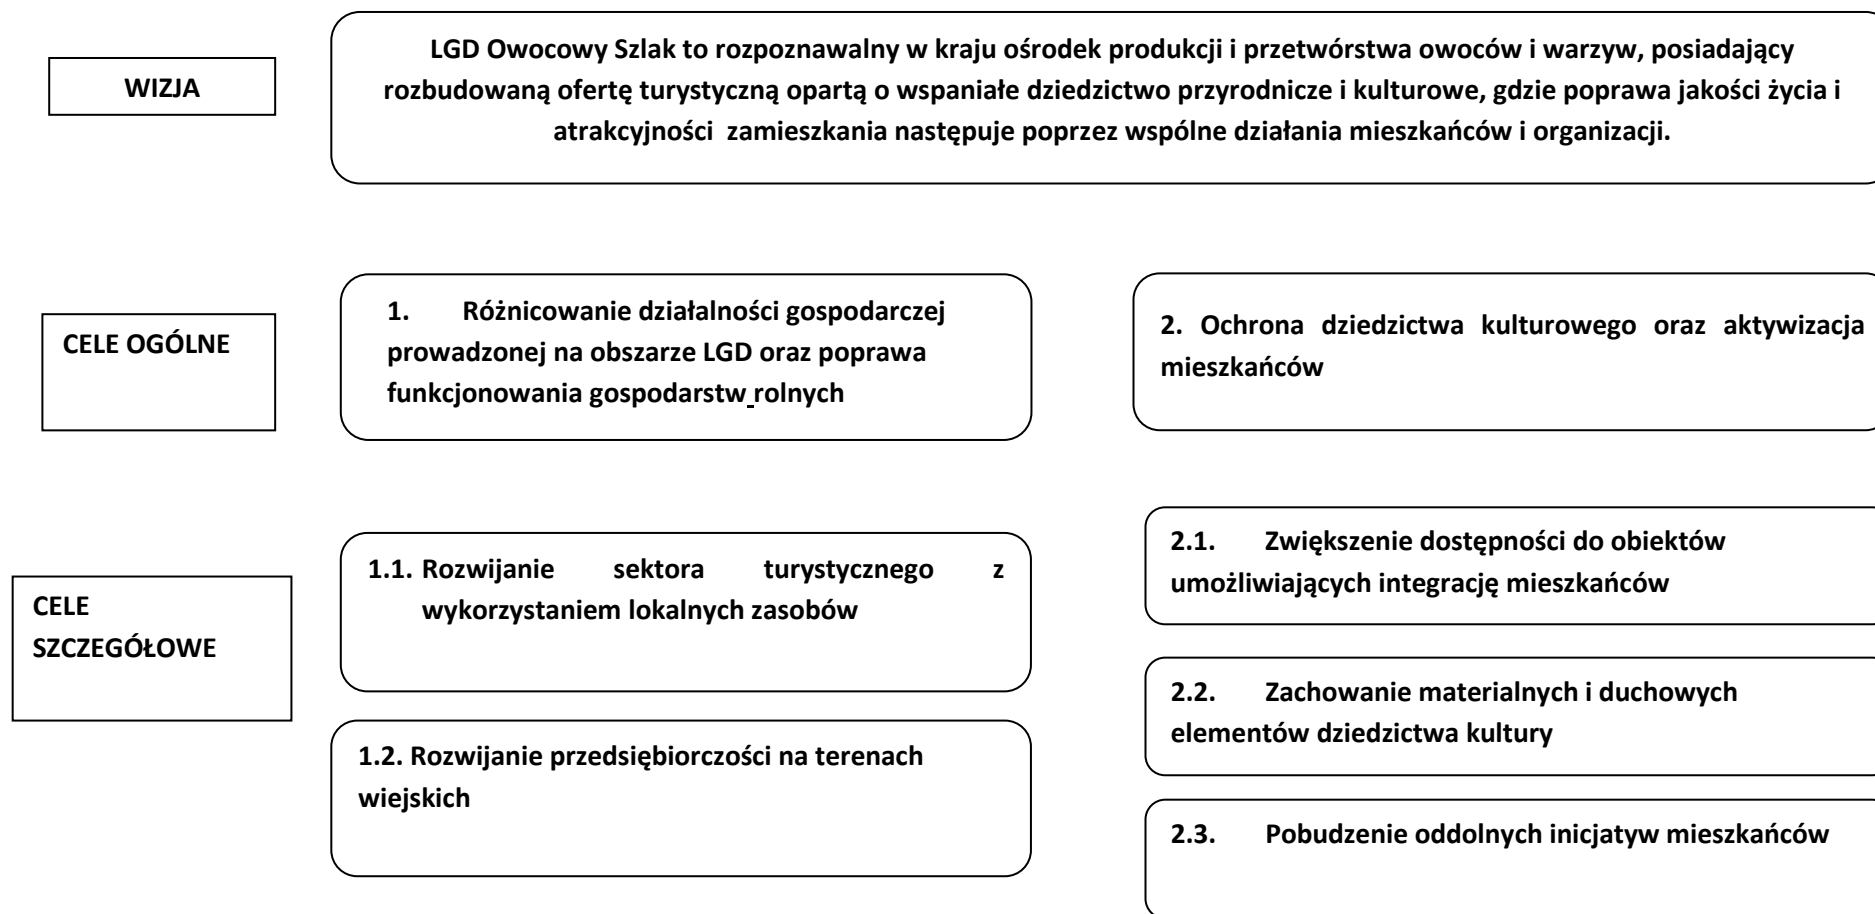 WIZJA
LGD Owocowy Szlak to rozpoznawalny w kraju ośrodek produkcji i przetwórstwa owoców i warzyw, posiadający
rozbudowaną ofertę turystyczną opartą o wspaniałe dziedzictwo przyrodnicze i kulturowe, gdzie poprawa jakości życia i
atrakcyjności zamieszkania następuje poprzez wspólne działania mieszkańców i organizacji.
CELE OGÓLNE
1. Różnicowanie działalności gospodarczej
prowadzonej na obszarze LGD oraz poprawa
funkcjonowania gospodarstw rolnych
2. Ochrona dziedzictwa kulturowego oraz aktywizacja
mieszkańców
CELE
SZCZEGÓŁOWE
1.1. Rozwijanie sektora turystycznego z
wykorzystaniem lokalnych zasobów
1.2. Rozwijanie przedsiębiorczości na terenach
wiejskich
2.1. Zwiększenie dostępności do obiektów
umożliwiających integrację mieszkańców
2.2. Zachowanie materialnych i duchowych
elementów dziedzictwa kultury
2.3. Pobudzenie oddolnych inicjatyw mieszkańców